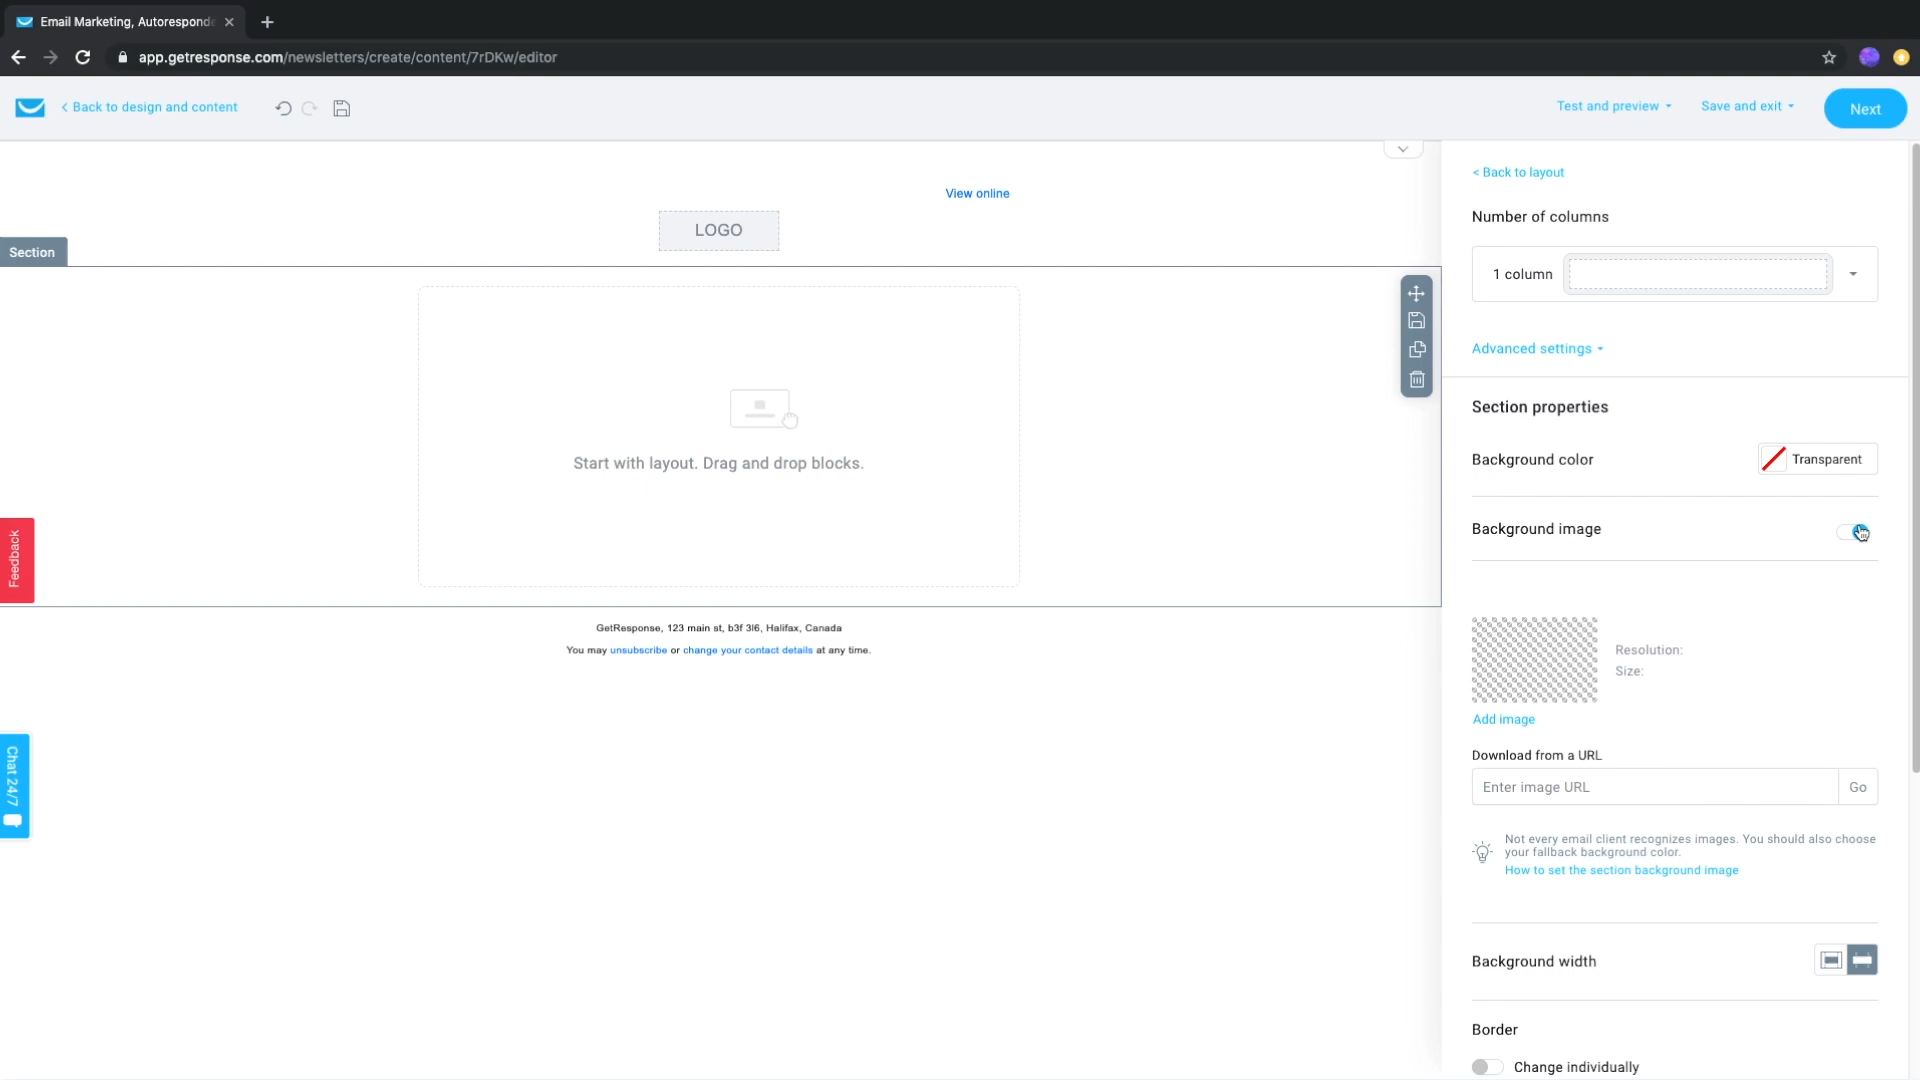 Email Marketing, Autoresponde
app.getresponse.com/newsletters/create/content/7rDKw/editor
< Back to design and content
Test and preview
Save and exit
Next
< Back to layout
View online
Number of columns
LOGO
Section
1 column
Advanced settings
Section properties
Start with layout. Drag and drop blocks.
Background color
Transparent
Background image
Feedback
GetResponse, 123 main st, b3f 3l6, Halifax, Canada
You may unsubscribe or change your contact details at any time.
Resolution:
Size:
Add image
Download from a URL
Enter image URL
Go
Chat 24/7
Not every email client recognizes images. You should also choose
your fallback background color.
How to set the section background image
Background width
Border
Change individually